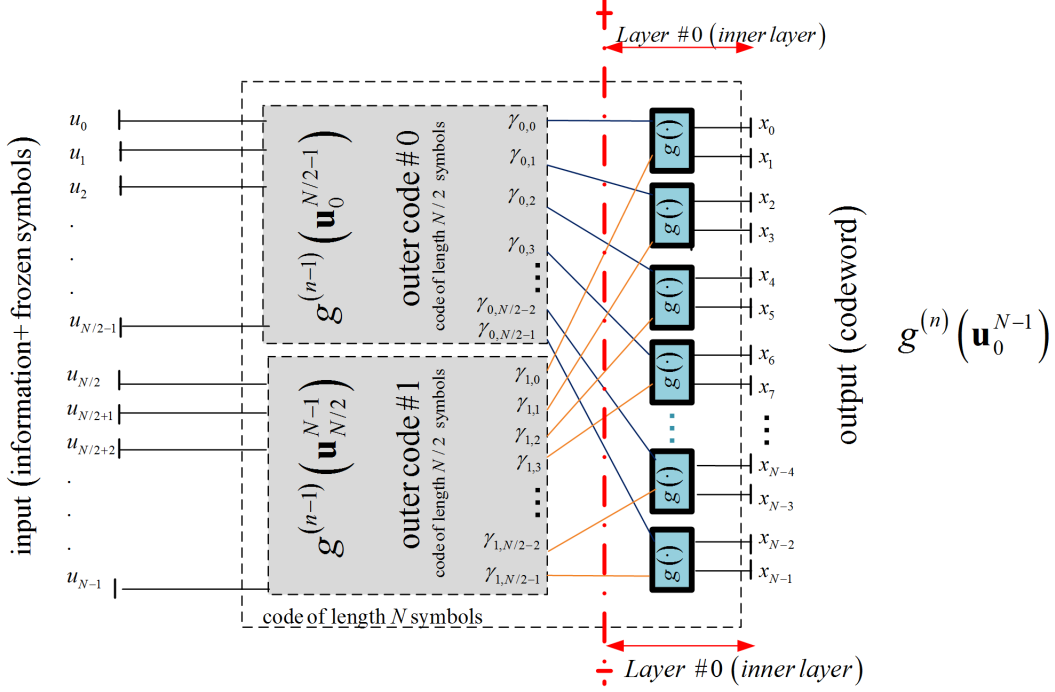 Layer #0 (inner layer)
input (information+ frozen symbols)
u_0
u_1
u_2
.
.
.
u_{N/2-1}
u_{N/2}
u_{N/2+1}
u_{N/2+2}
.
.
.
u_{N-1}
g^{(n-1)}(𝐮_0^{N/2-1})
outer code#0
code of length N/2 symbols
γ_{0,0}
γ_{0,1}
γ_{0,2}
γ_{0,3}
⋮
γ_{0,N/2-2}
γ_{0,N/2-1}
g^{(n-1)}(𝐮_{N/2}^{N-1})
outer code#1
code of length N/2 symbols
γ_{1,0}
γ_{1,1}
γ_{1,2}
γ_{1,3}
⋮
γ_{1,N/2-2}
γ_{1,N/2-1}
code of length N symbols
g(·)
g(·)
g(·)
g(·)
⋮
g(·)
g(·)
x_0
x_1
x_2
x_3
x_4
x_5
x_6
x_7
⋮
x_{N-4}
x_{N-3}
x_{N-2}
x_{N-1}
output (codeword)
g^{(n)}(𝐮_0^{N-1})
Layer #0 (inner layer)